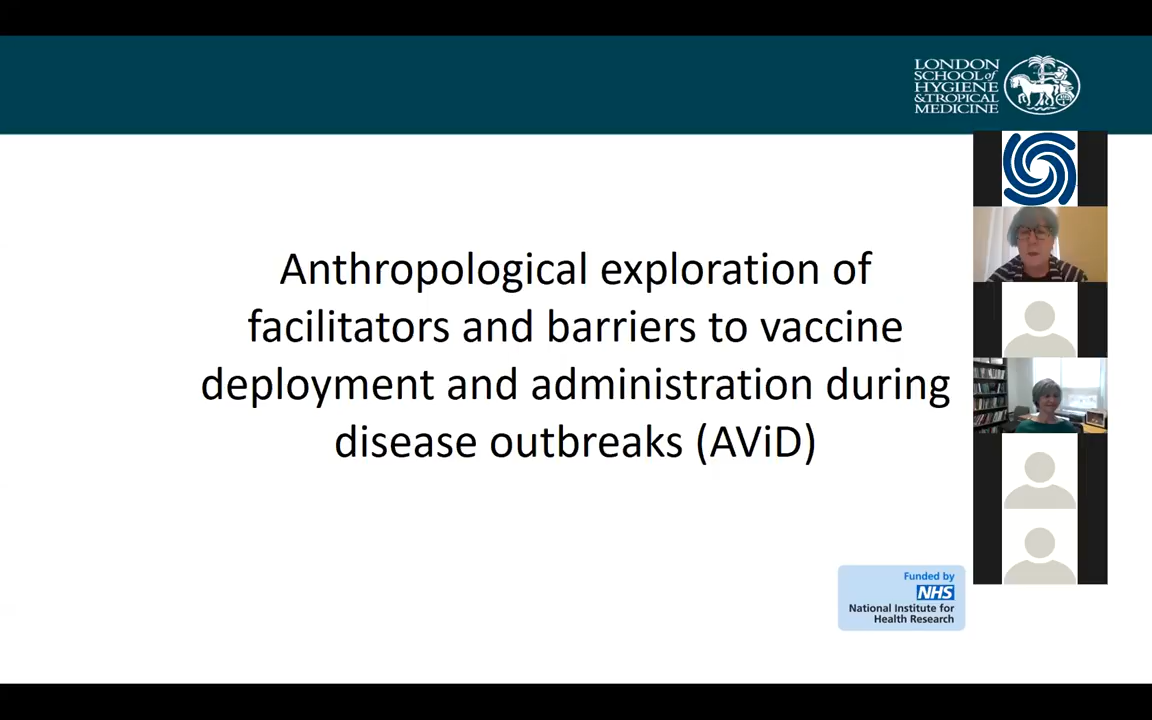 LONDON
SCHOOL of
HYGIENE
& TROPICAL
MEDICINE
Anthropological exploration of
facilitators and barriers to vaccine
deployment and administration during
disease outbreaks (AViD)
Funded by
NHS
National Institute for
Health Research